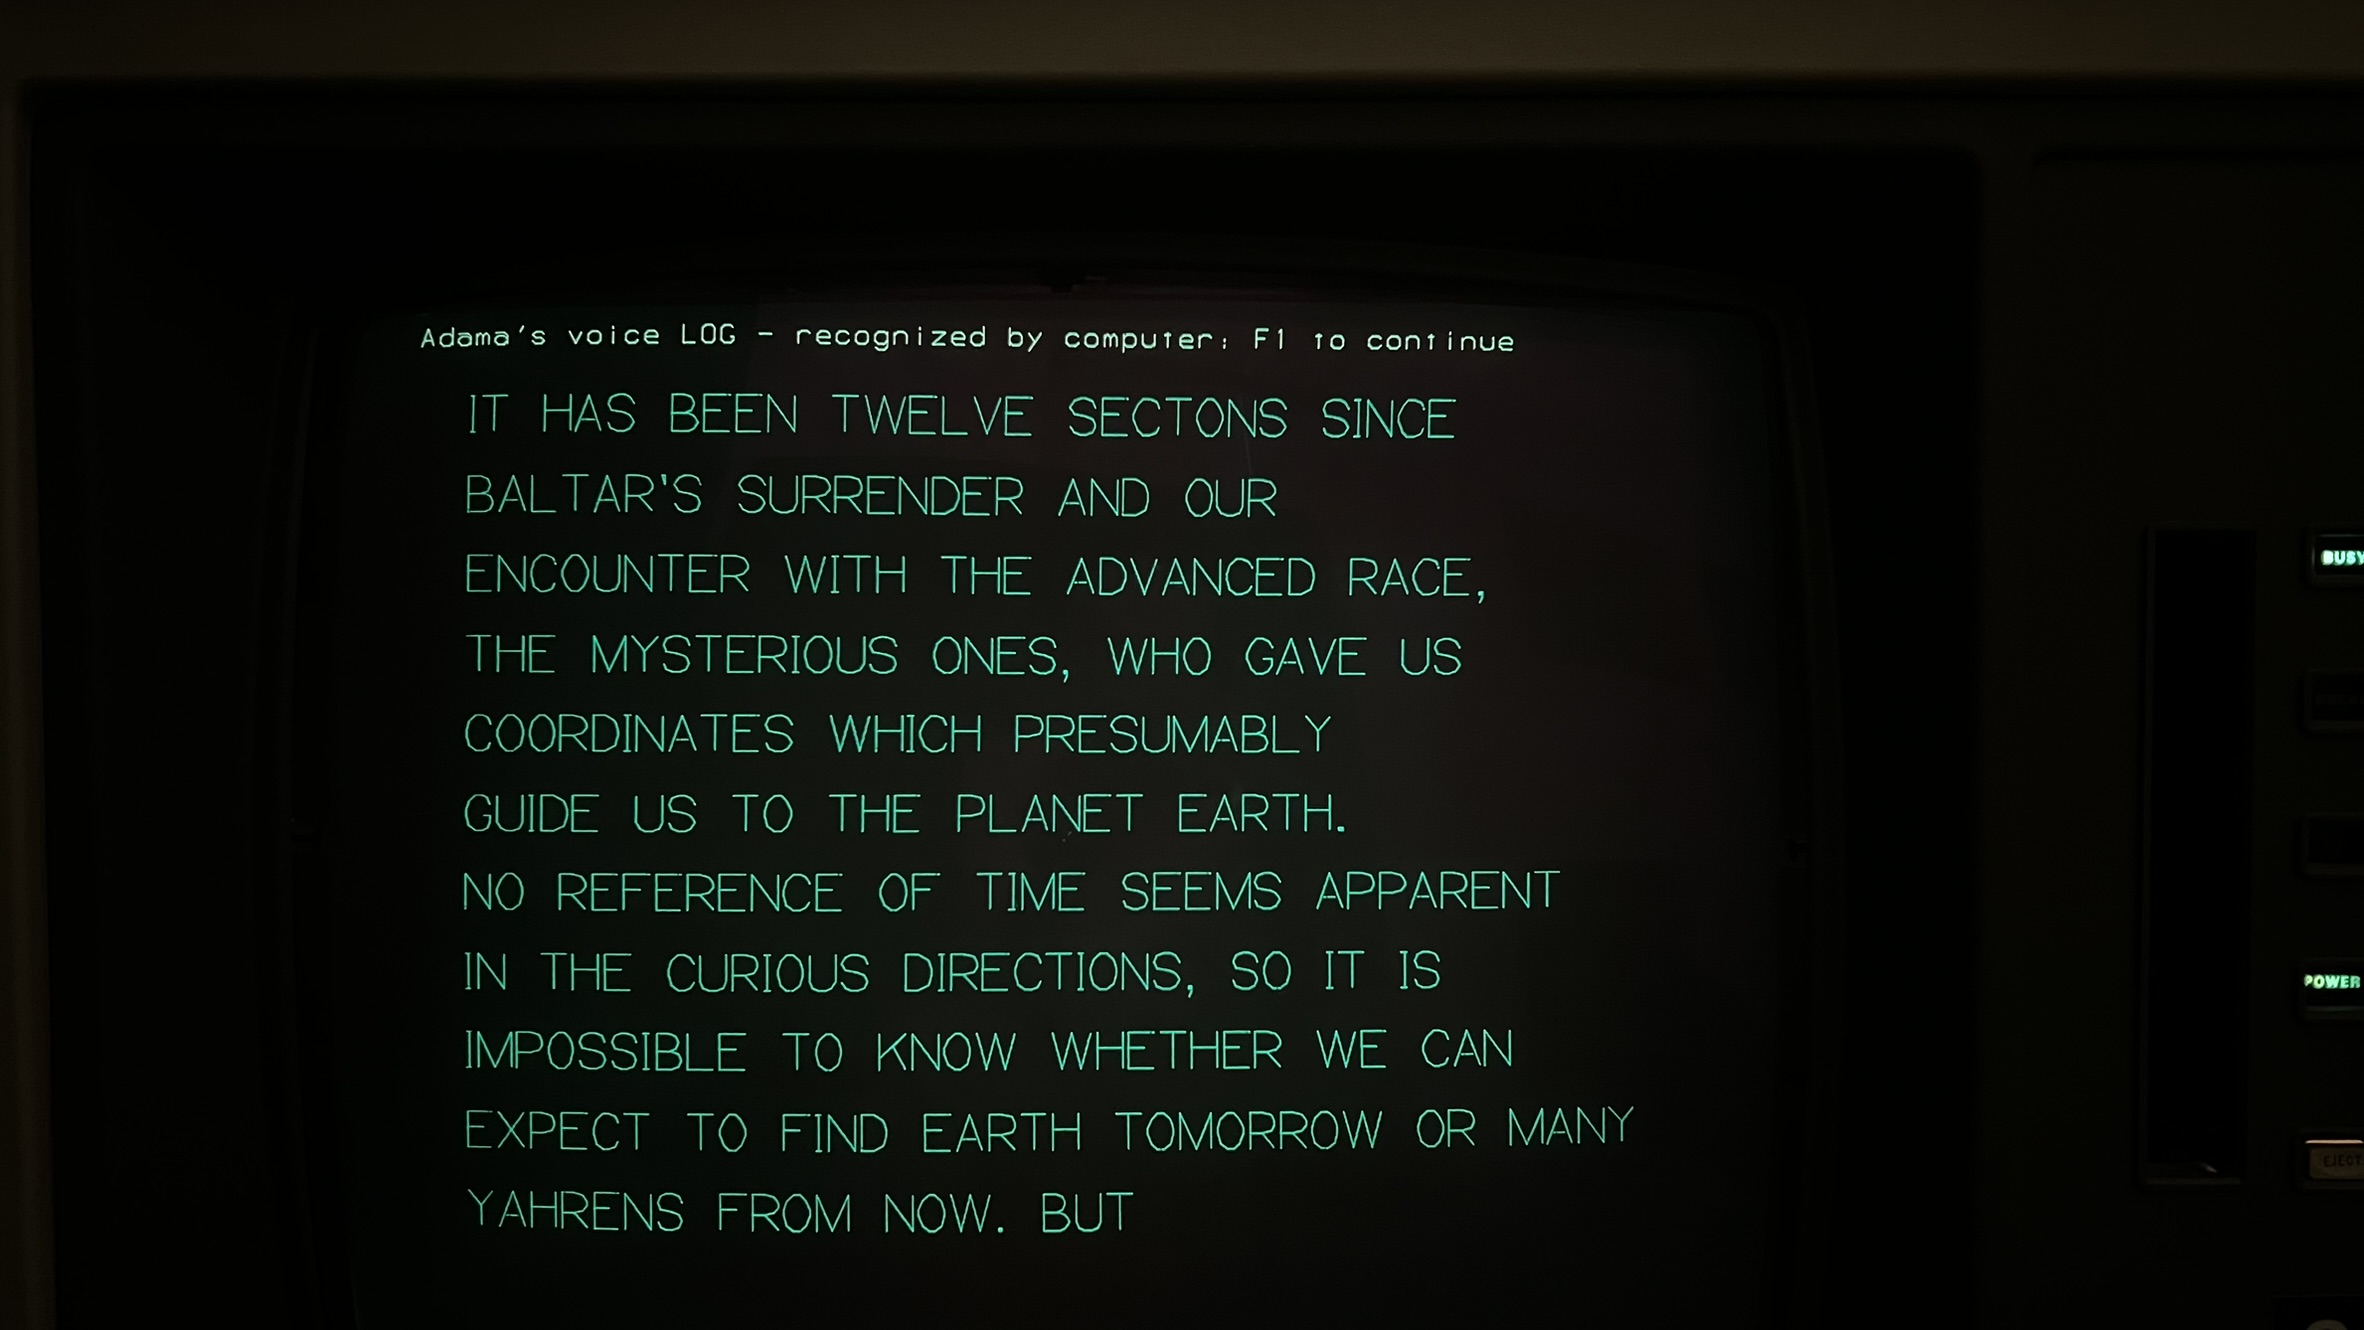 Adama's voice LOG - recognized by computer: F1 to continue
IT HAS BEEN TWELVE SECTONS SINCE
BALTAR'S SURRENDER AND OUR
ENCOUNTER WITH THE ADVANCED RACE,
THE MYSTERIOUS ONES, WHO GAVE US
COORDINATES WHICH PRESUMABLY
GUIDE US TO THE PLANET EARTH.
NO REFERENCE OF TIME SEEMS APPARENT
IN THE CURIOUS DIRECTIONS, SO IT IS
IMPOSSIBLE TO KNOW WHETHER WE CAN
EXPECT TO FIND EARTH TOMORROW OR MANY
YAHRENS FROM NOW. BUT
BUSY
POWER
EJECT